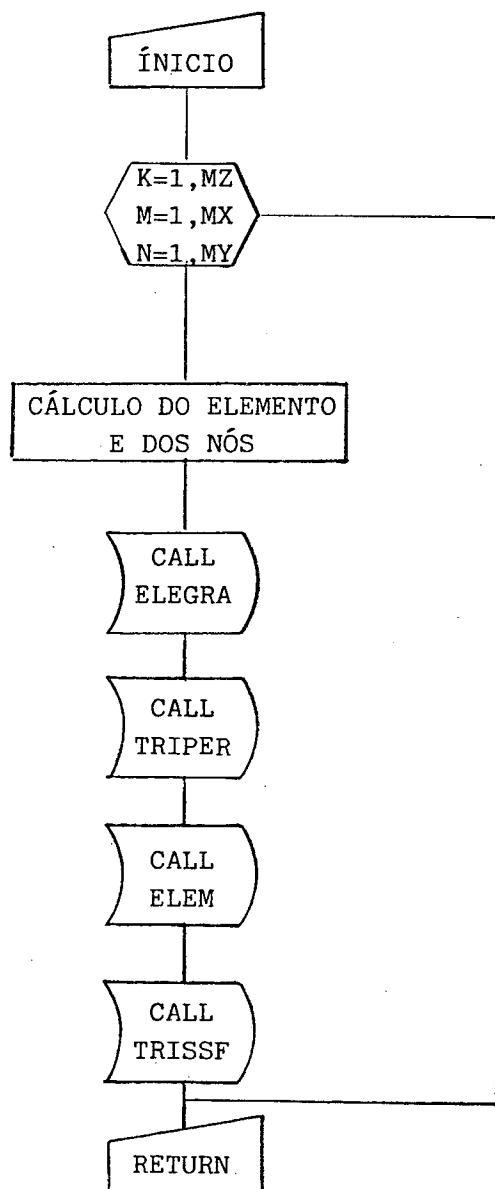 ÍNICIO
K=1,MZ
M=1,MX
N=1,MY
CÁLCULO DO ELEMENTO
E DOS NÓS
CALL
ELEGRA
CALL
TRIPER
CALL
ELEM
CALL
TRISSF
RETURN